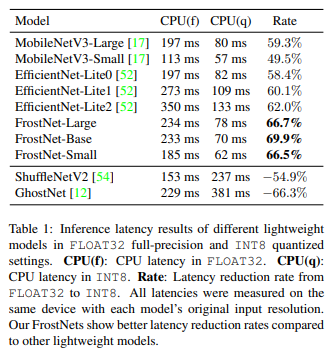 Model CPU(f) CPU(q) Rate
MobileNetV3-Large [17] 197 ms 80 ms 59.3%
MobileNetV3-Small [17] 113 ms 57 ms 49.5%
EfficientNet-Lite0 [52] 197 ms 82 ms 58.4%
EfficientNet-Lite1 [52] 273 ms 109 ms 60.1%
EfficientNet-Lite2 [52] 350 ms 133 ms 62.0%
FrostNet-Large 234 ms 78 ms 66.7%
FrostNet-Base 233 ms 70 ms 69.9%
FrostNet-Small 185 ms 62 ms 66.5%
ShuffleNetV2 [54] 153 ms 237 ms −54.9%
GhostNet [12] 229 ms 381 ms −66.3%
Table 1: Inference latency results of different lightweight
models in FLOAT32 full-precision and INT8 quantized
settings. CPU(f): CPU latency in FLOAT32. CPU(q):
CPU latency in INT8. Rate: Latency reduction rate from
FLOAT32 to INT8. All latencies were measured on the
same device with each model's original input resolution.
Our FrostNets show better latency reduction rates compared
to other lightweight models.